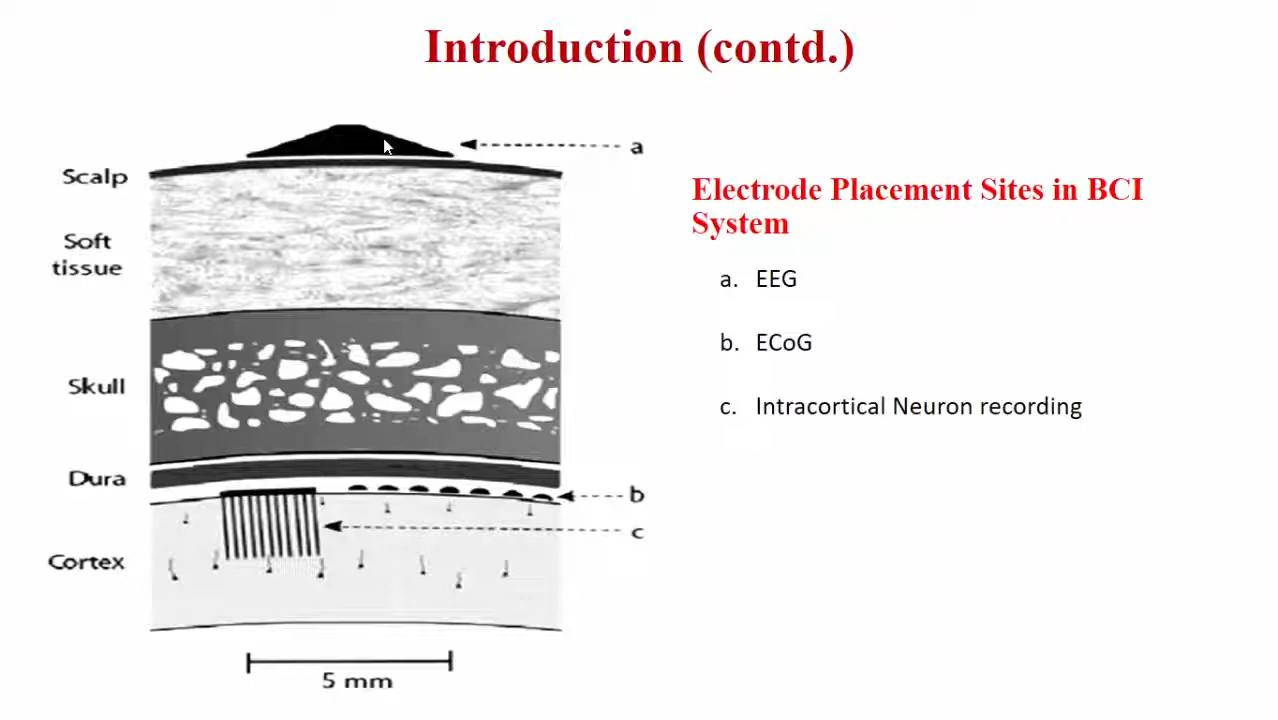 Introduction (contd.)
a
Scalp
Soft
tissue
Skull
Dura
b
c
Cortex
5 mm
Electrode Placement Sites in BCI
System
a. EEG
b. ECoG
c. Intracortical Neuron recording